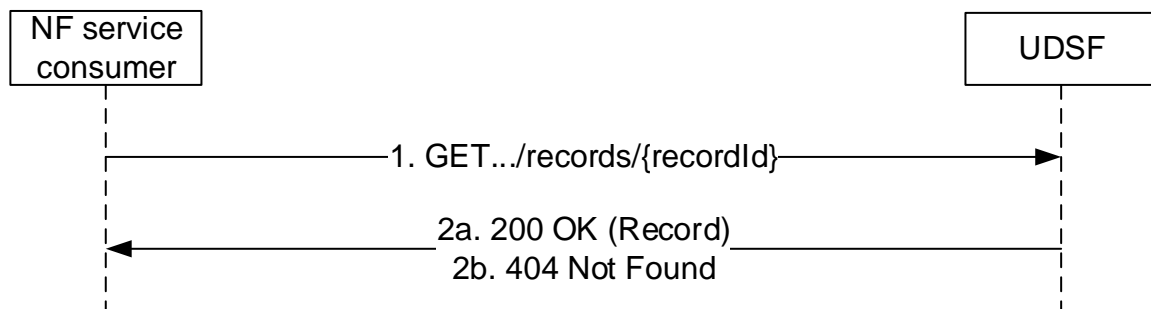 NF service
consumer
UDSF
1. GET.../records/{recordId}
2a. 200 OK (Record)
2b. 404 Not Found